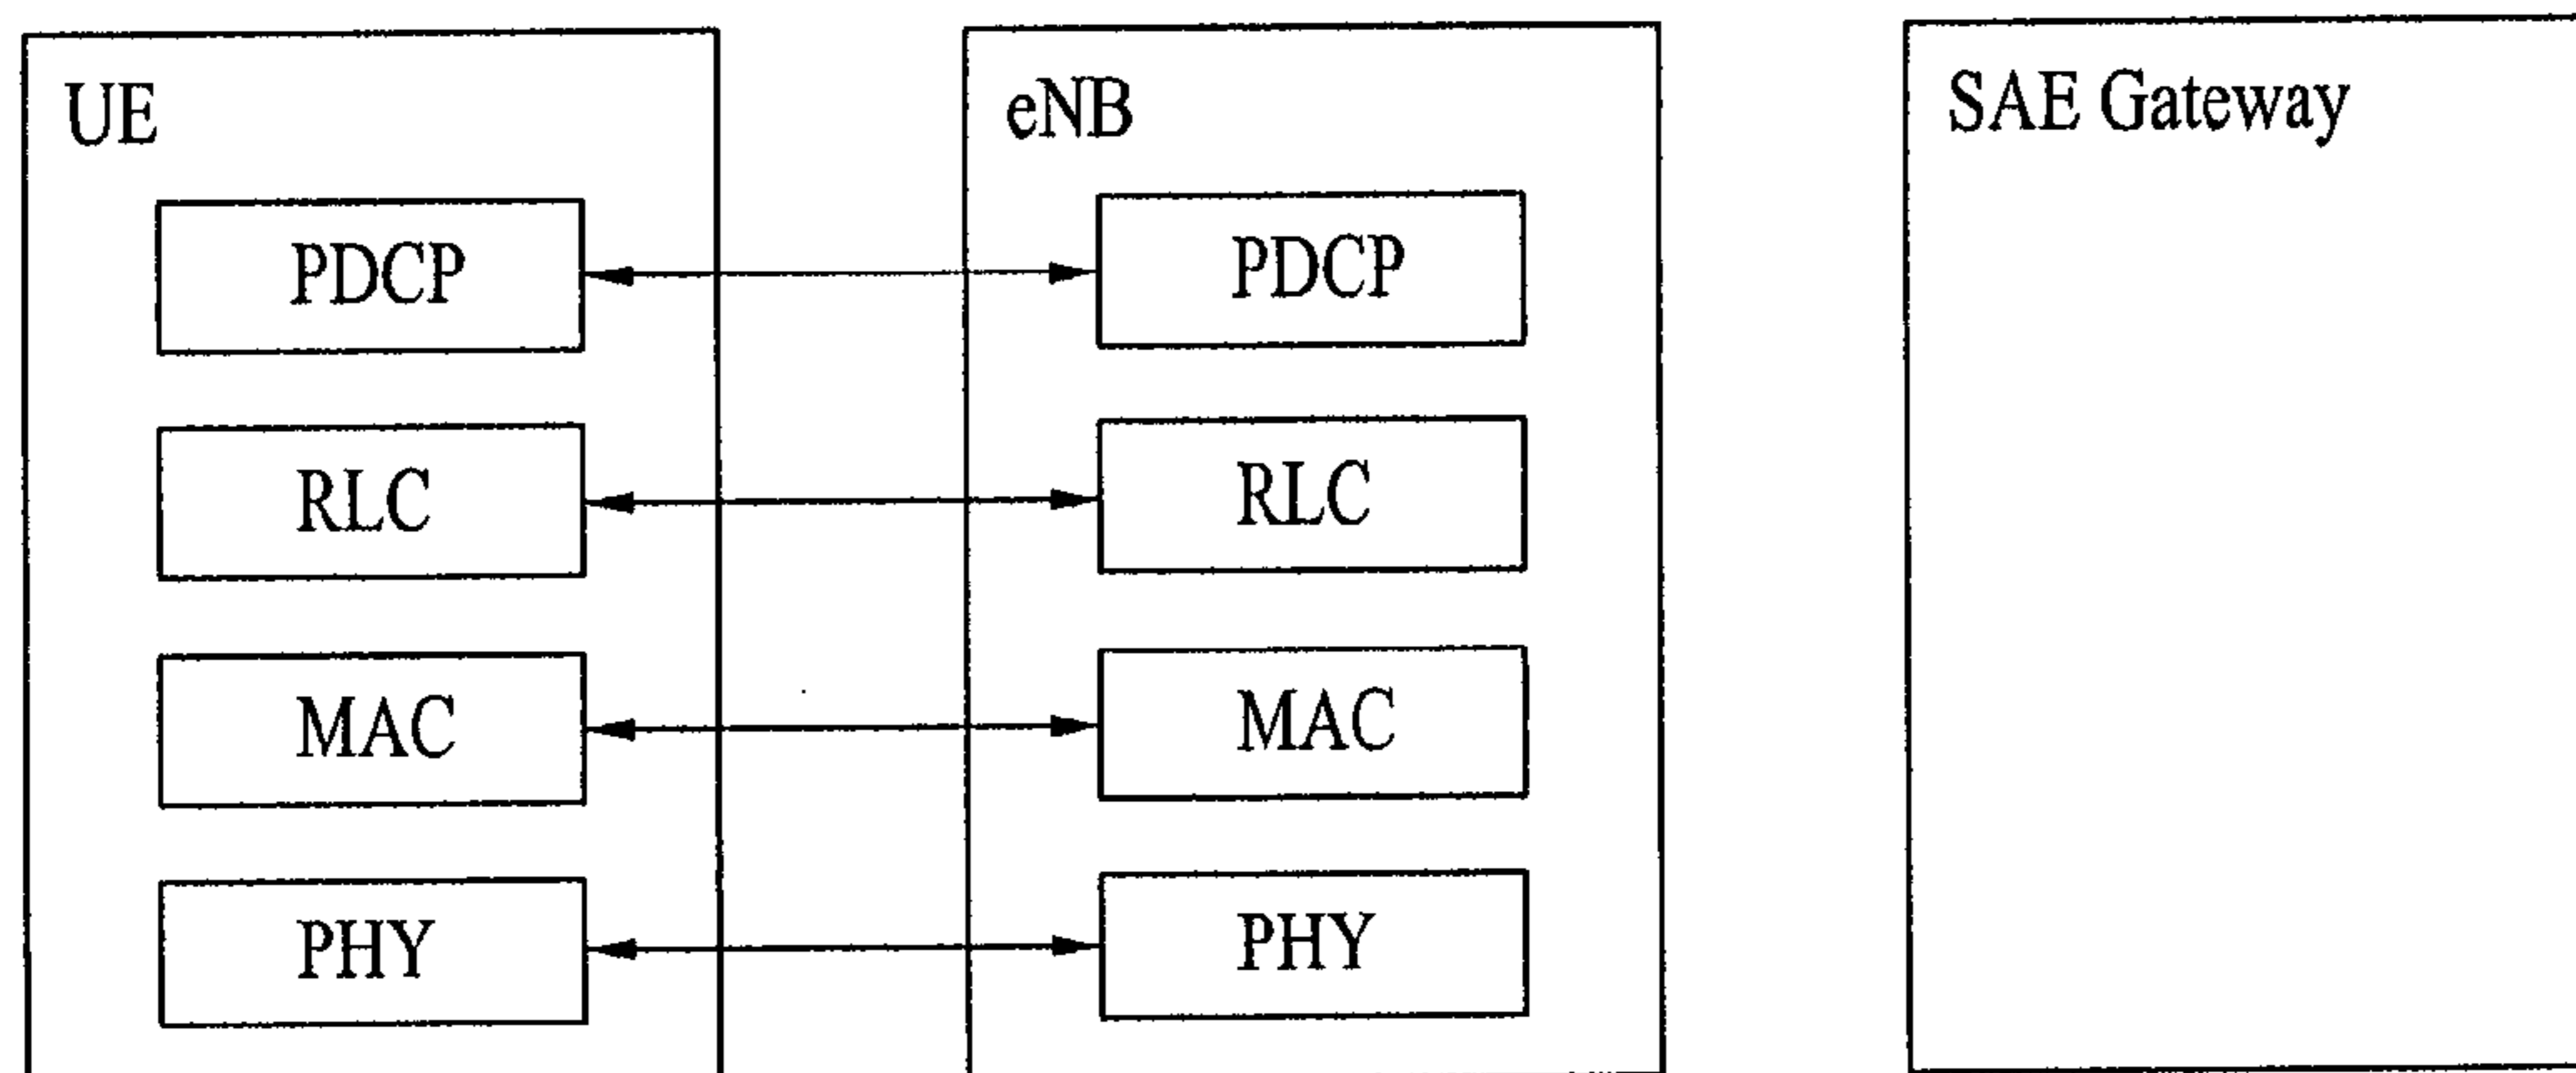 UE
eNB
SAE Gateway
PDCP
PDCP
RLC
RLC
MAC
MAC
PHY
PHY